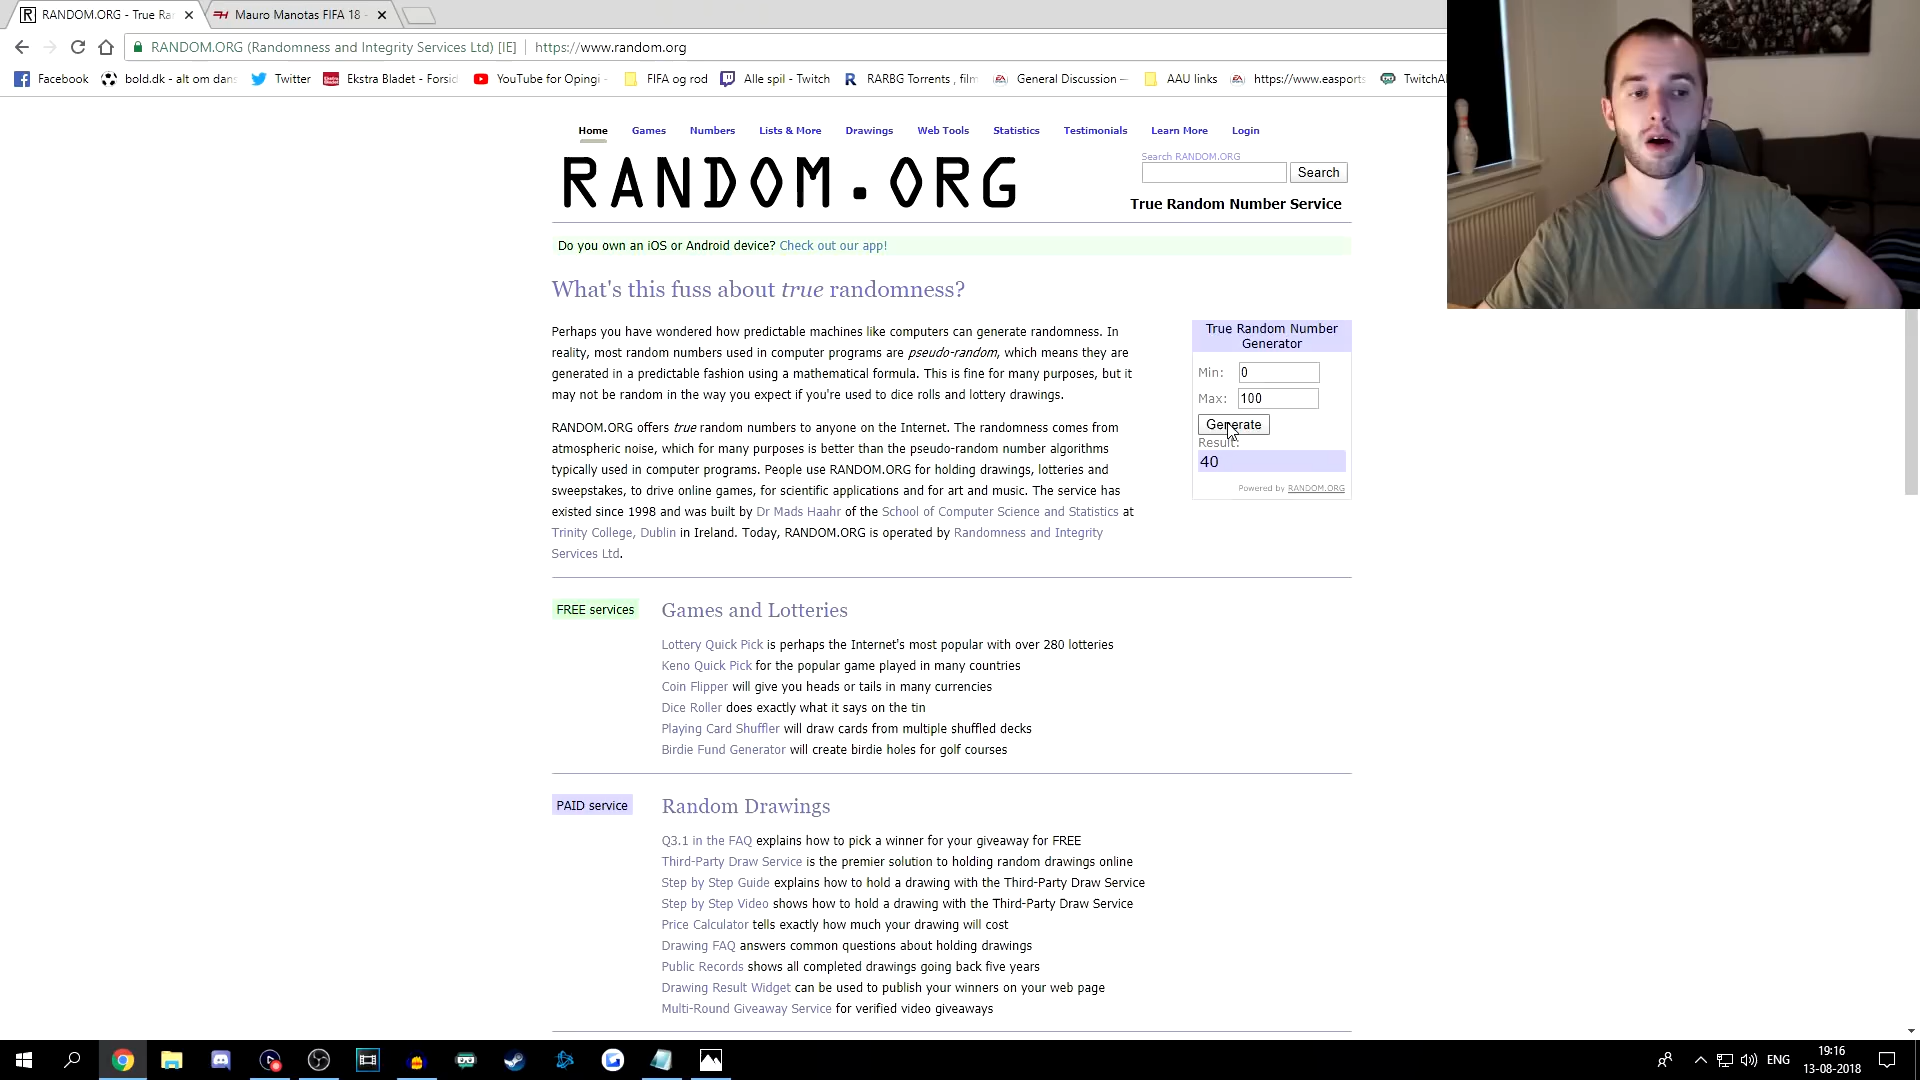 RANDOM.ORG - True Ra
Mauro Manotas FIFA 18 -
RANDOM.ORG (Randomness and Integrity Services Ltd) [IE]
https://www.random.org
Facebook
bold.dk - alt om dans
Twitter
Ekstra Bladet - Forsid
YouTube for Opingi -
FIFA og rod
Alle spil - Twitch
RARBG Torrents , film
General Discussion —
AAU links
https://www.easports
TwitchAl
Home
Games
Numbers
Lists & More
Drawings
Web Tools
Statistics
Testimonials
Learn More
Login
RANDOM.ORG
Search RANDOM.ORG
Search
True Random Number Service
Do you own an iOS or Android device? Check out our app!
What's this fuss about true randomness?
Perhaps you have wondered how predictable machines like computers can generate randomness. In
reality, most random numbers used in computer programs are pseudo-random, which means they are
generated in a predictable fashion using a mathematical formula. This is fine for many purposes, but it
may not be random in the way you expect if you're used to dice rolls and lottery drawings.
RANDOM.ORG offers true random numbers to anyone on the Internet. The randomness comes from
atmospheric noise, which for many purposes is better than the pseudo-random number algorithms
typically used in computer programs. People use RANDOM.ORG for holding drawings, lotteries and
sweepstakes, to drive online games, for scientific applications and for art and music. The service has
existed since 1998 and was built by Dr Mads Haahr of the School of Computer Science and Statistics at
Trinity College, Dublin in Ireland. Today, RANDOM.ORG is operated by Randomness and Integrity
Services Ltd.
True Random Number
Generator
Min: 0
Max: 100
Generate
Result:
40
Powered by RANDOM.ORG
FREE services
Games and Lotteries
Lottery Quick Pick is perhaps the Internet's most popular with over 280 lotteries
Keno Quick Pick for the popular game played in many countries
Coin Flipper will give you heads or tails in many currencies
Dice Roller does exactly what it says on the tin
Playing Card Shuffler will draw cards from multiple shuffled decks
Birdie Fund Generator will create birdie holes for golf courses
PAID service
Random Drawings
Q3.1 in the FAQ explains how to pick a winner for your giveaway for FREE
Third-Party Draw Service is the premier solution to holding random drawings online
Step by Step Guide explains how to hold a drawing with the Third-Party Draw Service
Step by Step Video shows how to hold a drawing with the Third-Party Draw Service
Price Calculator tells exactly how much your drawing will cost
Drawing FAQ answers common questions about holding drawings
Public Records shows all completed drawings going back five years
Drawing Result Widget can be used to publish your winners on your web page
Multi-Round Giveaway Service for verified video giveaways
ENG
19:16
13-08-2018